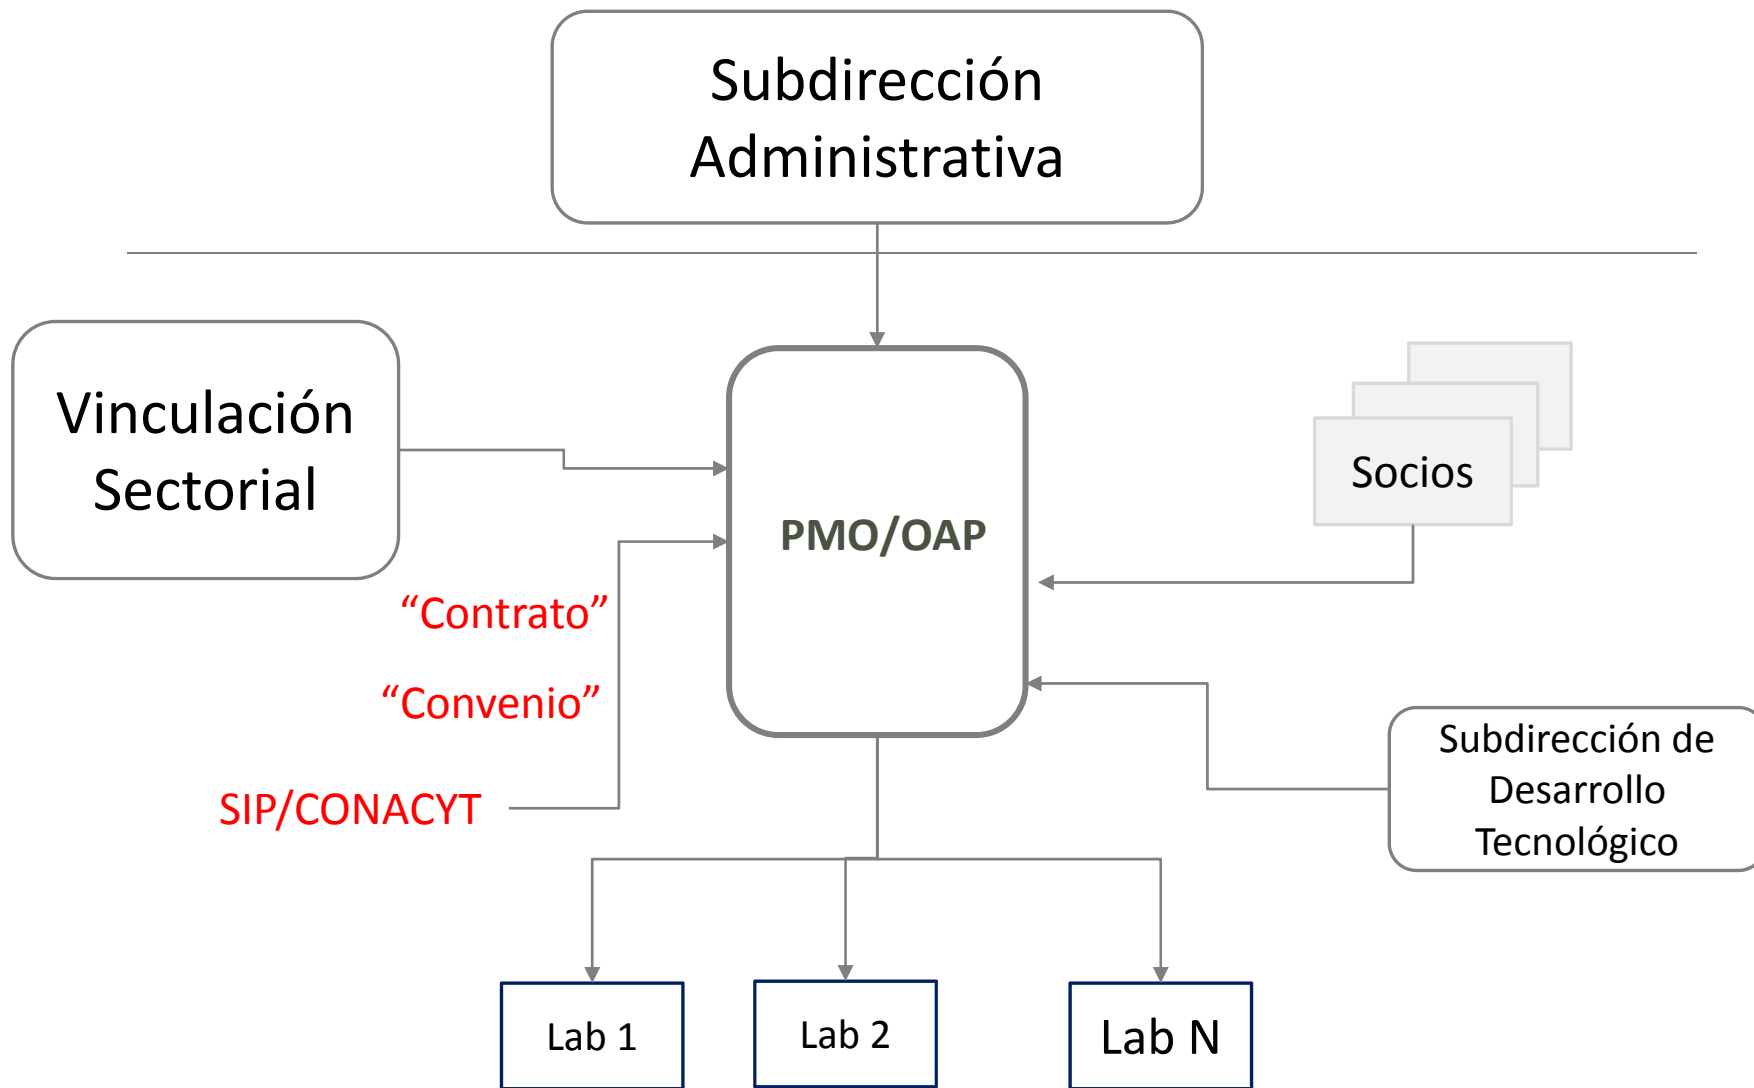 Subdirección
Administrativa
Vinculación
Sectorial
PMO/OAP
Socios
“Contrato”
“Convenio”
SIP/CONACYT
Subdirección de
Desarrollo
Tecnológico
Lab 1
Lab 2
Lab N